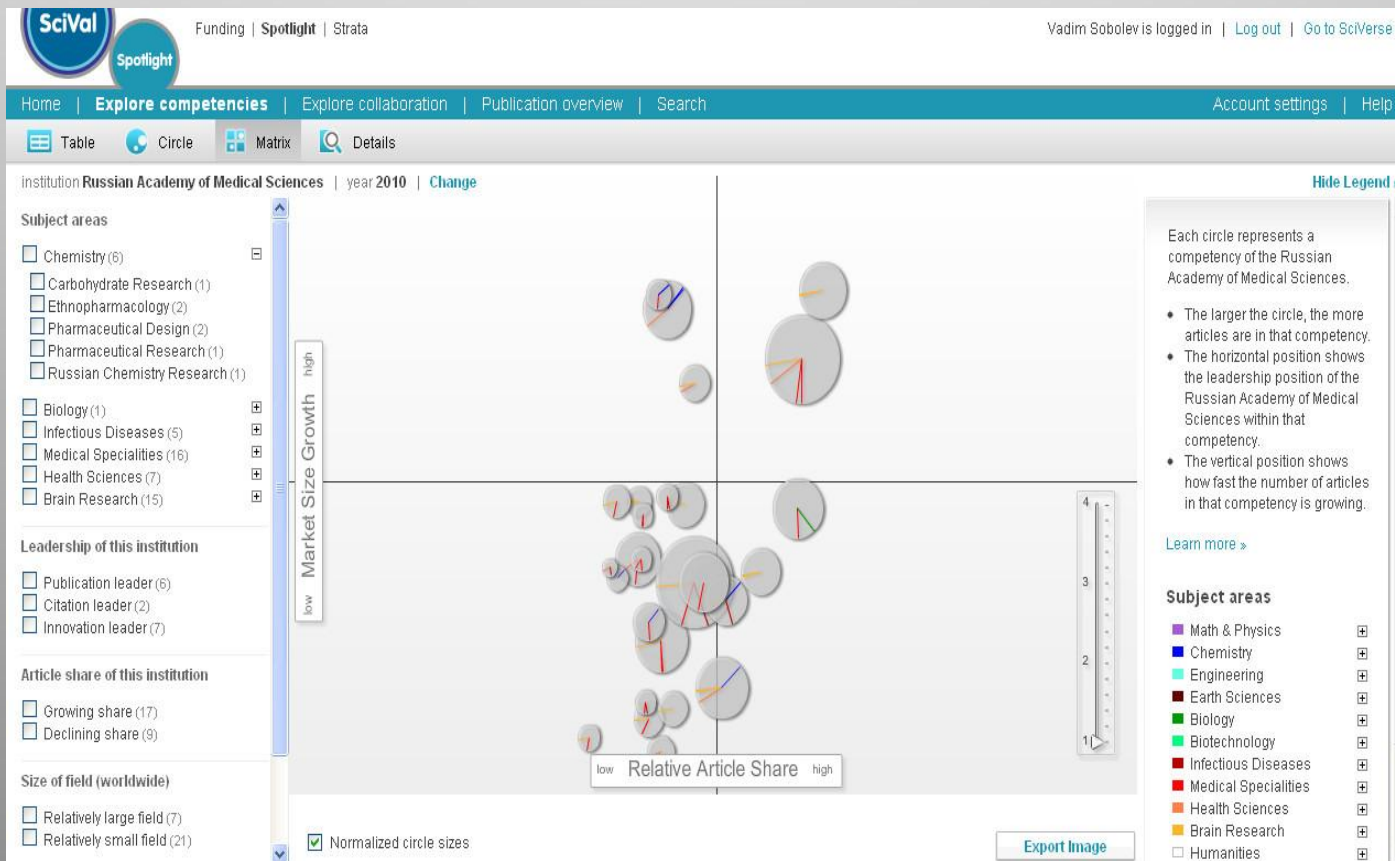 SciVal
Spotlight
Funding | Spotlight | Strata
Vadim Sobolev is logged in | Log out | Go to SciVerse
Home | Explore competencies | Explore collaboration | Publication overview | Search
Account settings | Help
Table Circle Matrix Details
institution Russian Academy of Medical Sciences | year 2010 | Change
Hide Legend
Subject areas
Chemistry (6)
Carbohydrate Research (1)
Ethnopharmacology (2)
Pharmaceutical Design (2)
Pharmaceutical Research (1)
Russian Chemistry Research (1)
Biology (1)
Infectious Diseases (5)
Medical Specialities (16)
Health Sciences (7)
Brain Research (15)
Leadership of this institution
Publication leader (6)
Citation leader (2)
Innovation leader (7)
Article share of this institution
Growing share (17)
Declining share (9)
Size of field (worldwide)
Relatively large field (7)
Relatively small field (21)
low Market Size Growth high
low Relative Article Share high
4
3
2
1
Normalized circle sizes
Export Image
Each circle represents a
competency of the Russian
Academy of Medical Sciences.
• The larger the circle, the more
articles are in that competency.
• The horizontal position shows
the leadership position of the
Russian Academy of Medical
Sciences within that
competency.
• The vertical position shows
how fast the number of articles
in that competency is growing.
Learn more »
Subject areas
Math & Physics
Chemistry
Engineering
Earth Sciences
Biology
Biotechnology
Infectious Diseases
Medical Specialities
Health Sciences
Brain Research
Humanities